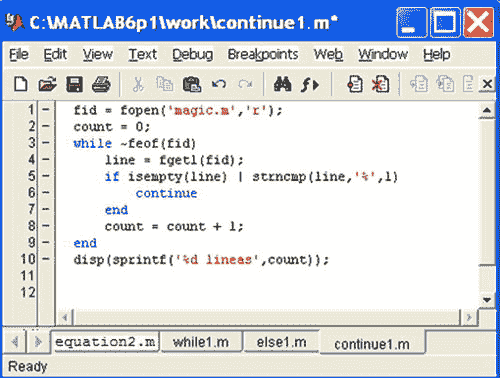 C:\MATLAB6p1\work\continue1.m*
File Edit View Text Debug Breakpoints Web Window Help
1 - fid = fopen('magic.m','r');
2 - count = 0;
3 - while ~feof(fid)
4 - line = fgetl(fid);
5 - if isempty(line) | strncmp(line,'%',1)
6 - continue
7 - end
8 - count = count + 1;
9 - end
10 - disp(sprintf('%d lineas',count));
11
12
equation2.m while1.m else1.m continue1.m
Ready